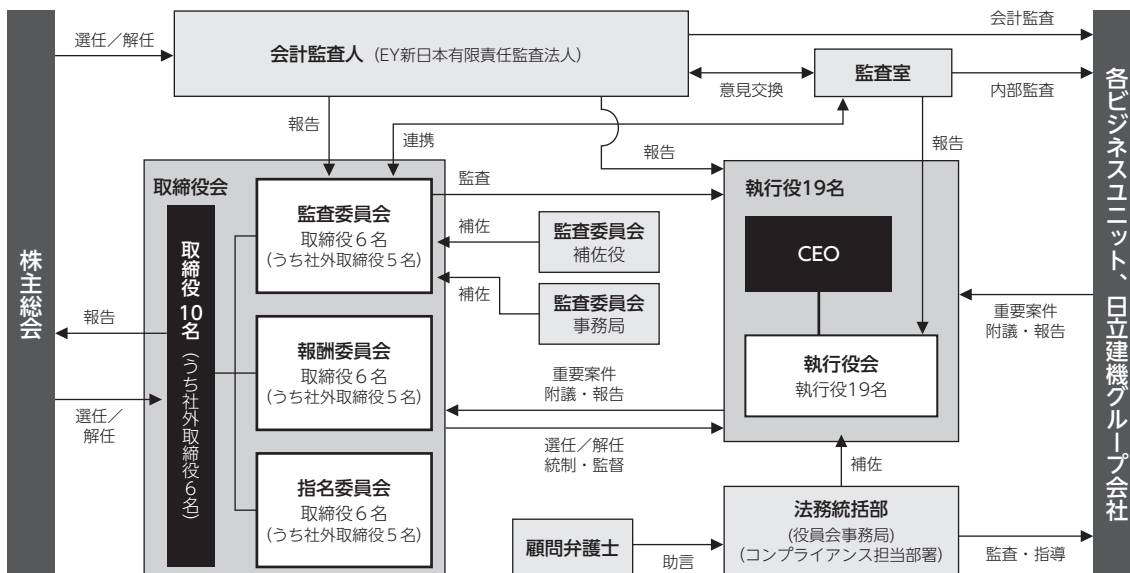 株主総会
選任／解任
会計監査人（EY新日本有限責任監査法人）
会計監査
意見交換
監査室
内部監査
報告
連携
報告
報告
取締役会
取締役 10名（うち社外取締役６名）
監査委員会
取締役６名
（うち社外取締役５名）
監査
補佐
監査委員会
補佐役
補佐
監査委員会
事務局
報酬委員会
取締役６名
（うち社外取締役５名）
指名委員会
取締役６名
（うち社外取締役５名）
報告
選任／
解任
重要案件
附議・報告
選任／解任
統制・監督
執行役19名
CEO
執行役会
執行役19名
重要案件
附議・報告
補佐
顧問弁護士
助言
法務統括部
（役員会事務局）
（コンプライアンス担当部署）
監査・指導
各ビジネスユニット、日立建機グループ会社